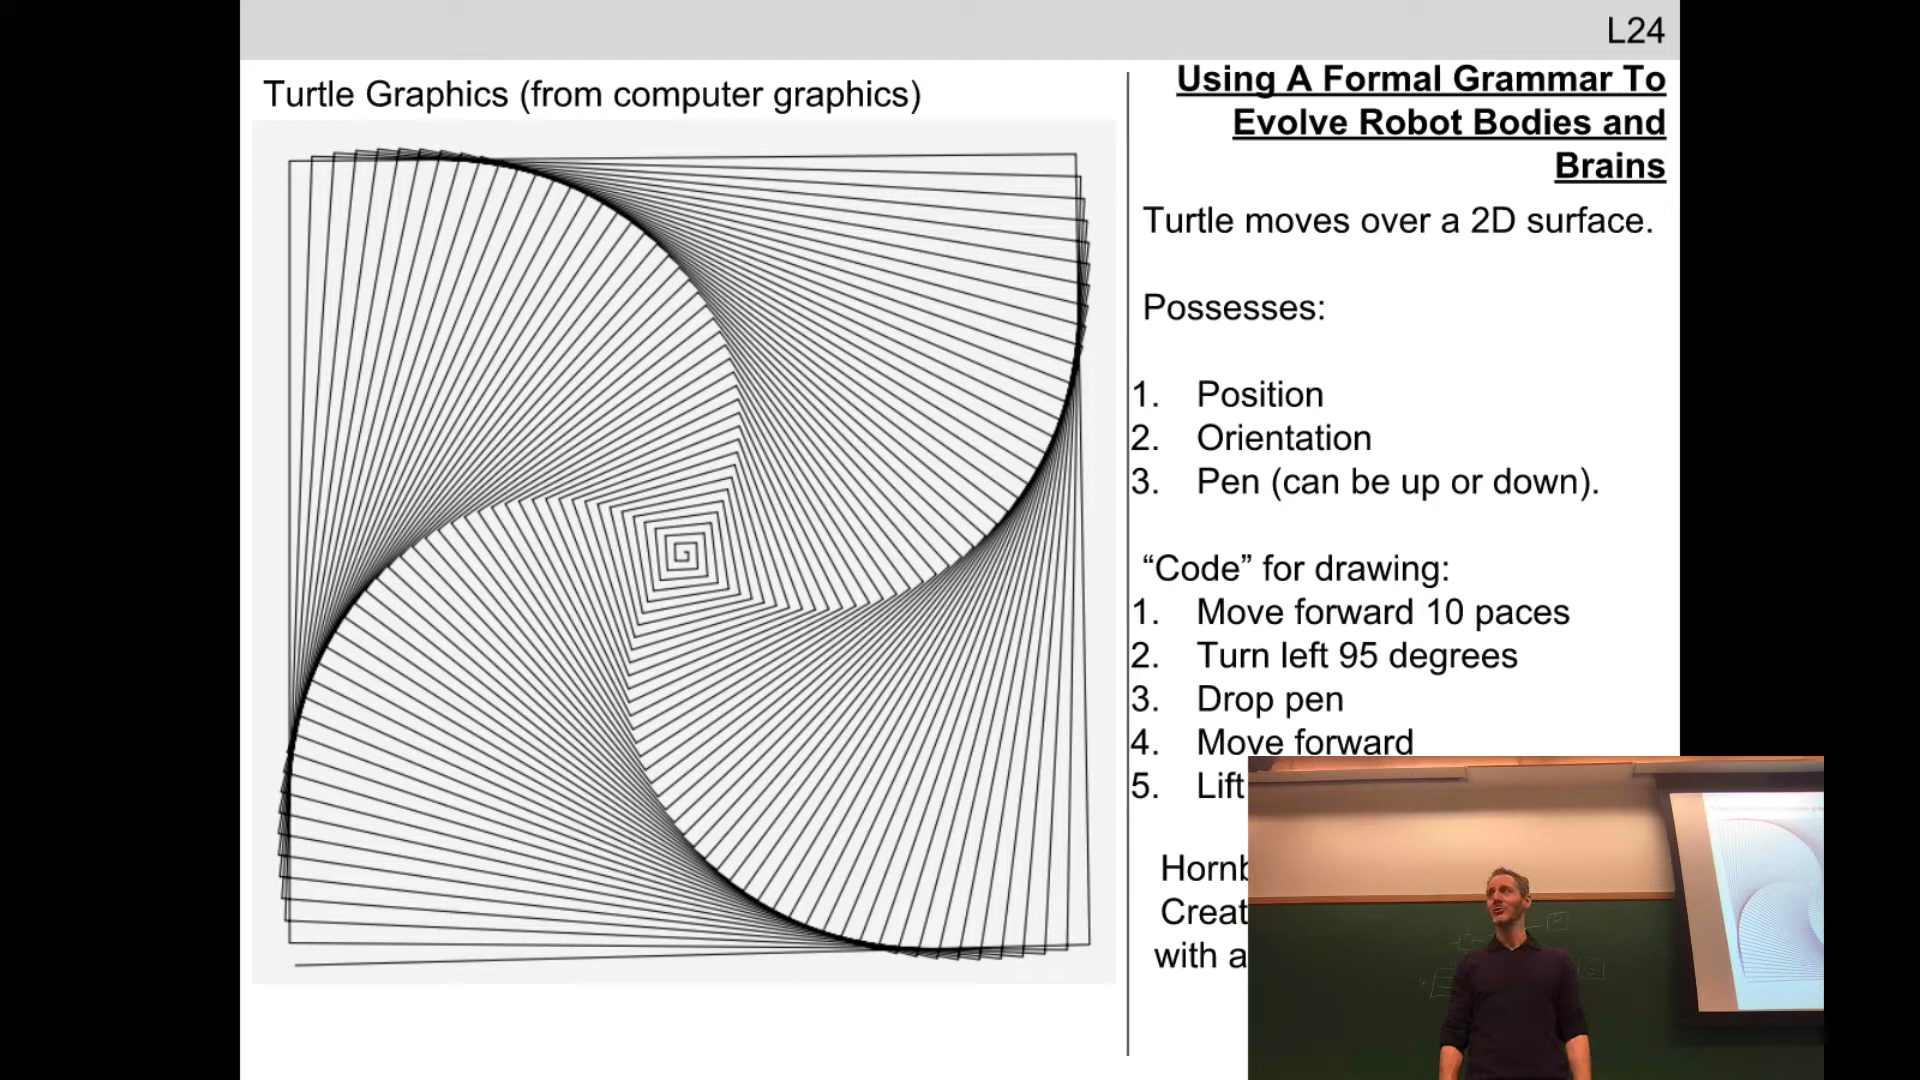 L24
Turtle Graphics (from computer graphics)
Using A Formal Grammar To
Evolve Robot Bodies and
Brains
Turtle moves over a 2D surface.
Possesses:
1. Position
2. Orientation
3. Pen (can be up or down).
“Code” for drawing:
1. Move forward 10 paces
2. Turn left 95 degrees
3. Drop pen
4. Move forward
5. Lift
with a